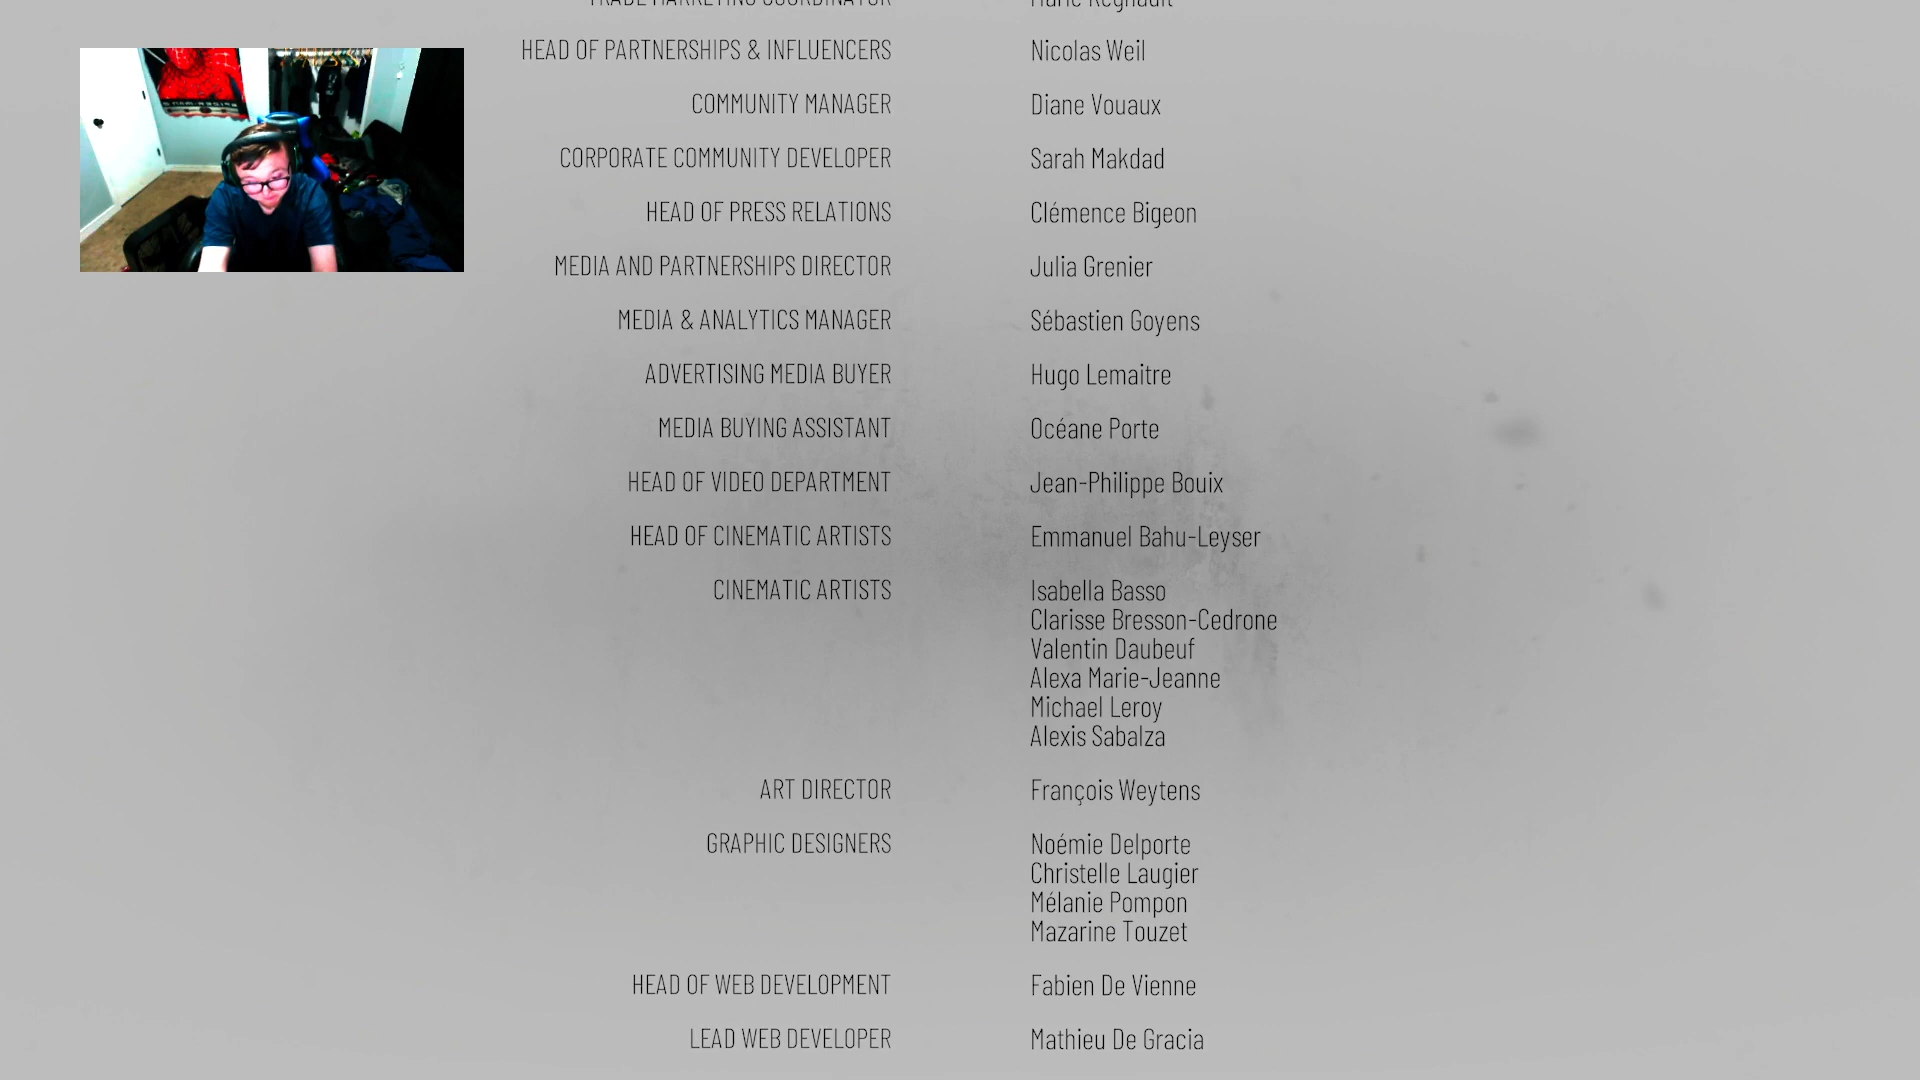 HEAD OF PARTNERSHIPS & INFLUENCERS Nicolas Weil
COMMUNITY MANAGER Diane Vouaux
CORPORATE COMMUNITY DEVELOPER Sarah Makdad
HEAD OF PRESS RELATIONS Clémence Bigeon
MEDIA AND PARTNERSHIPS DIRECTOR Julia Grenier
MEDIA & ANALYTICS MANAGER Sébastien Goyens
ADVERTISING MEDIA BUYER Hugo Lemaitre
MEDIA BUYING ASSISTANT Océane Porte
HEAD OF VIDEO DEPARTMENT Jean-Philippe Bouix
HEAD OF CINEMATIC ARTISTS Emmanuel Bahu-Leyser
CINEMATIC ARTISTS Isabella Basso
Clarisse Bresson-Cedrone
Valentin Daubeuf
Alexa Marie-Jeanne
Michael Leroy
Alexis Sabalza
ART DIRECTOR François Weytens
GRAPHIC DESIGNERS Noémie Delporte
Christelle Laugier
Mélanie Pompon
Mazarine Touzet
HEAD OF WEB DEVELOPMENT Fabien De Vienne
LEAD WEB DEVELOPER Mathieu De Gracia